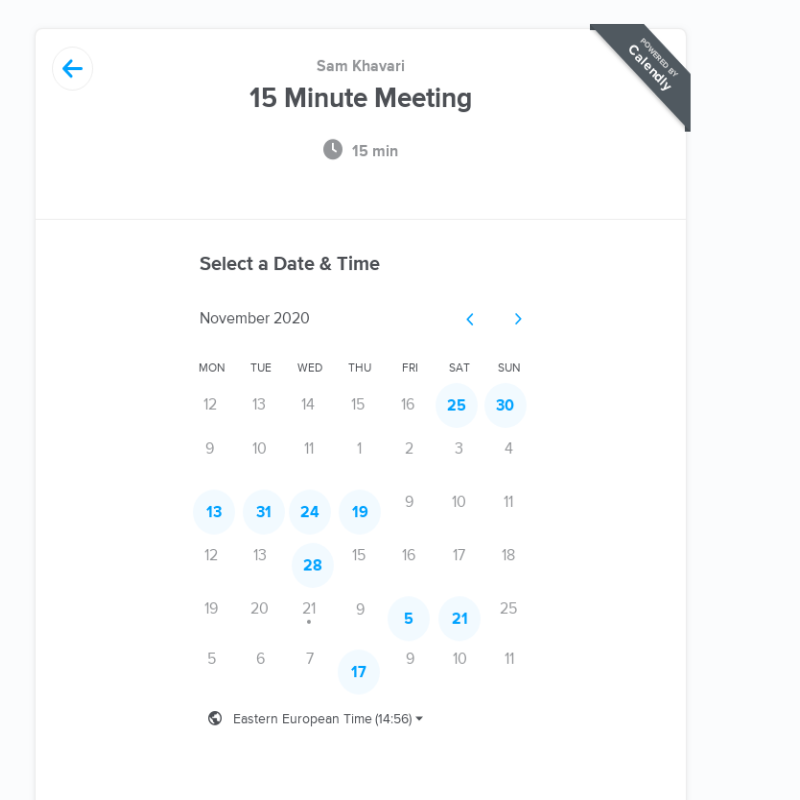 POWERED BY
Calendly
Sam Khavari
15 Minute Meeting
15 min
Select a Date & Time
November 2020
MON TUE WED THU FRI SAT SUN
12 13 14 15 16 25 30
9 10 11 1 2 3 4
13 31 24 19 9 10 11
12 13 28 15 16 17 18
19 20 21 9 5 21 25
5 6 7 17 9 10 11
Eastern European Time (14:56)